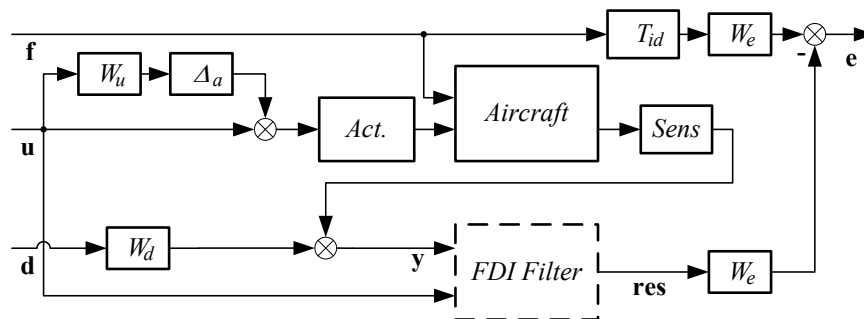 f
T_id
W_e
-
e
W_u
Δ_a
u
Act.
Aircraft
Sens
d
W_d
y
FDI Filter
res
W_e